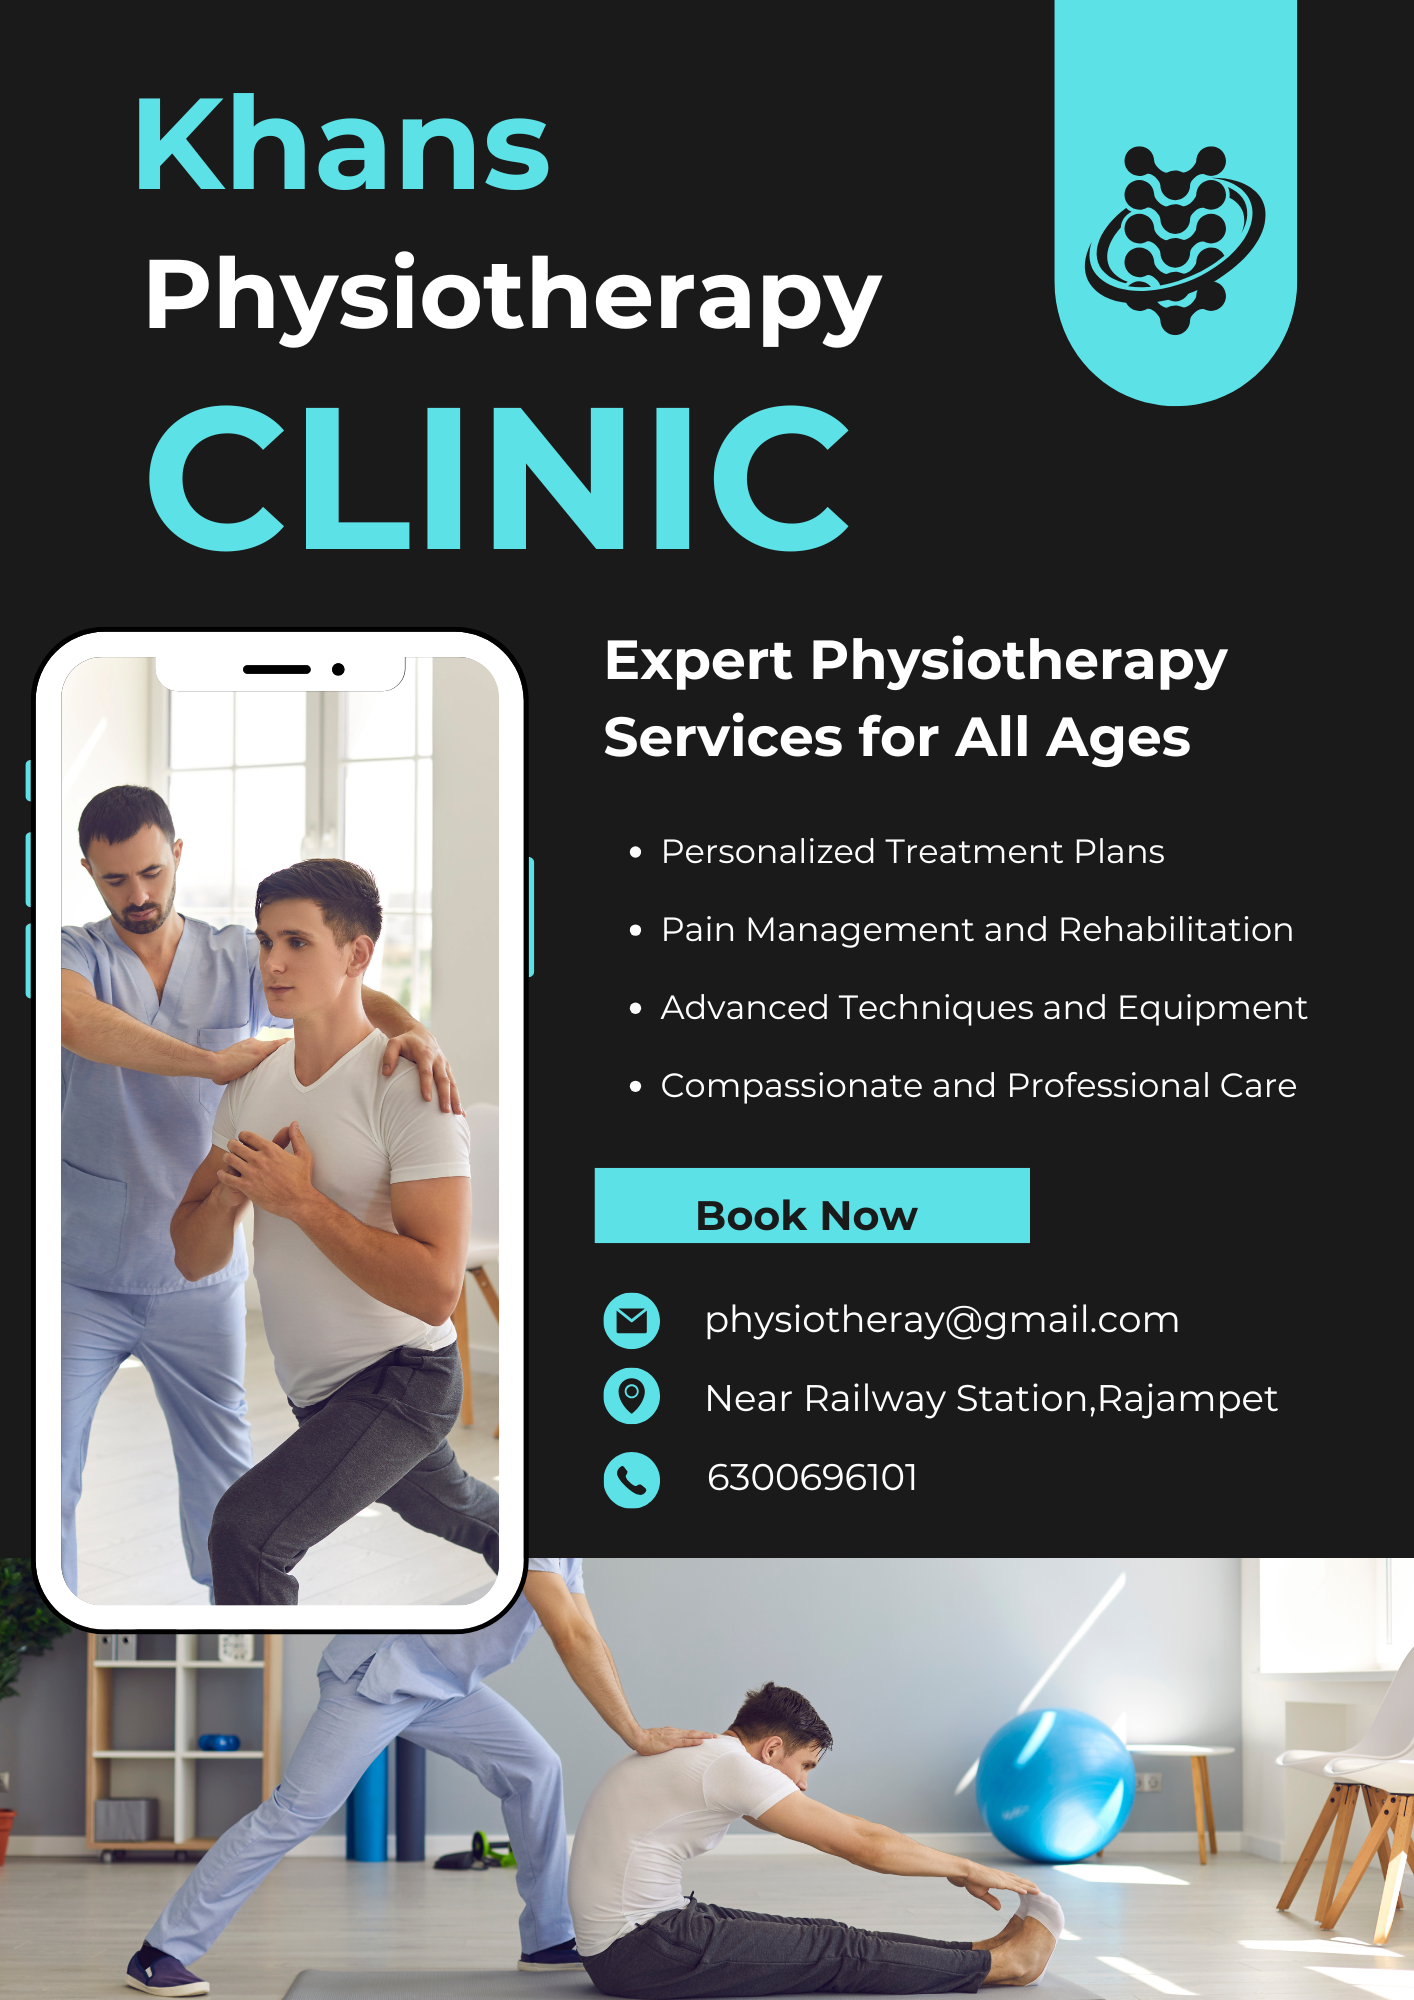 Khans
Physiotherapy
CLINIC
Expert Physiotherapy
Services for All Ages
• Personalized Treatment Plans
• Pain Management and Rehabilitation
• Advanced Techniques and Equipment
• Compassionate and Professional Care
Book Now
physiotheray@gmail.com
Near Railway Station,Rajampet
6300696101